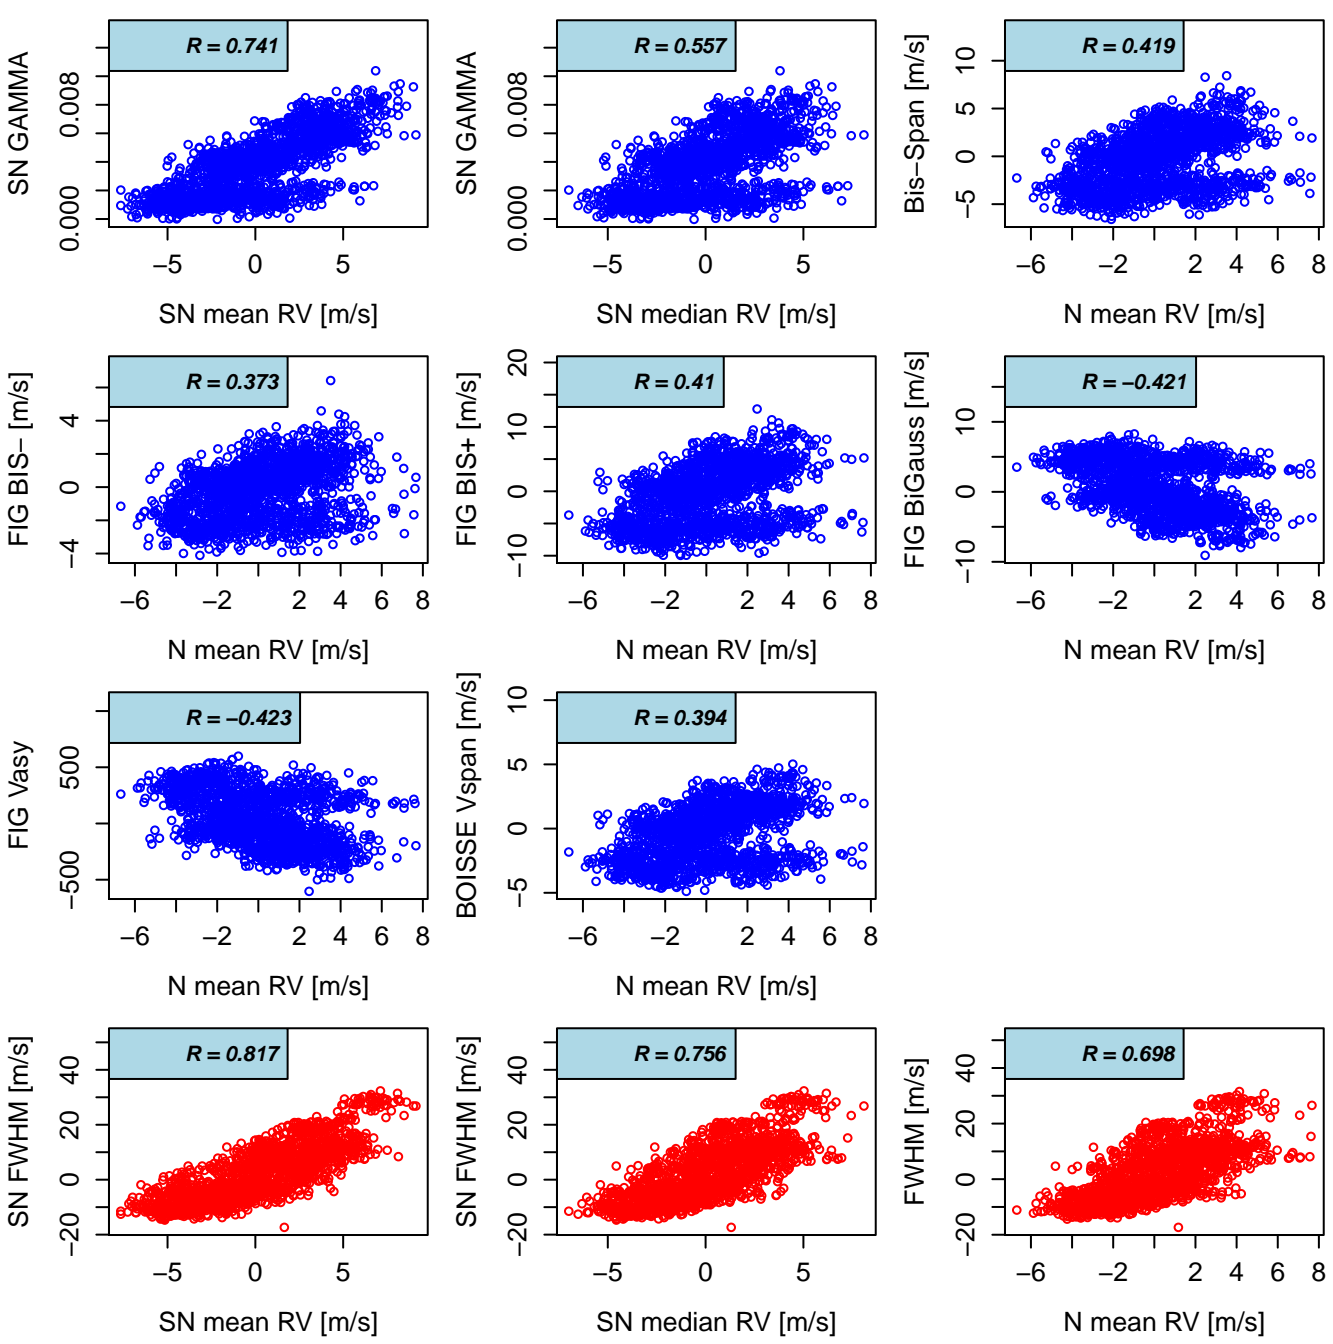 R = 0.741
SN GAMMA
0.000 0.008
−5 0 5
SN mean RV [m/s]
R = 0.557
SN GAMMA
0.000 0.008
−5 0 5
SN median RV [m/s]
R = 0.419
Bis−Span [m/s]
−5 0 5 10
−6 −2 2 4 6 8
N mean RV [m/s]
R = 0.373
FIG BIS− [m/s]
−4 0 4
−6 −2 2 4 6 8
N mean RV [m/s]
R = 0.41
FIG BIS+ [m/s]
−10 0 10 20
−6 −2 2 4 6 8
N mean RV [m/s]
R = −0.421
FIG BiGauss [m/s]
−10 0 10
−6 −2 2 4 6 8
N mean RV [m/s]
R = −0.423
FIG Vasy
−500 500
−6 −2 2 4 6 8
N mean RV [m/s]
R = 0.394
BOISSE Vspan [m/s]
−5 0 5 10
−6 −2 2 4 6 8
N mean RV [m/s]
R = 0.817
SN FWHM [m/s]
−20 0 20 40
−5 0 5
SN mean RV [m/s]
R = 0.756
SN FWHM [m/s]
−20 0 20 40
−5 0 5
SN median RV [m/s]
R = 0.698
FWHM [m/s]
−20 0 20 40
−6 −2 2 4 6 8
N mean RV [m/s]